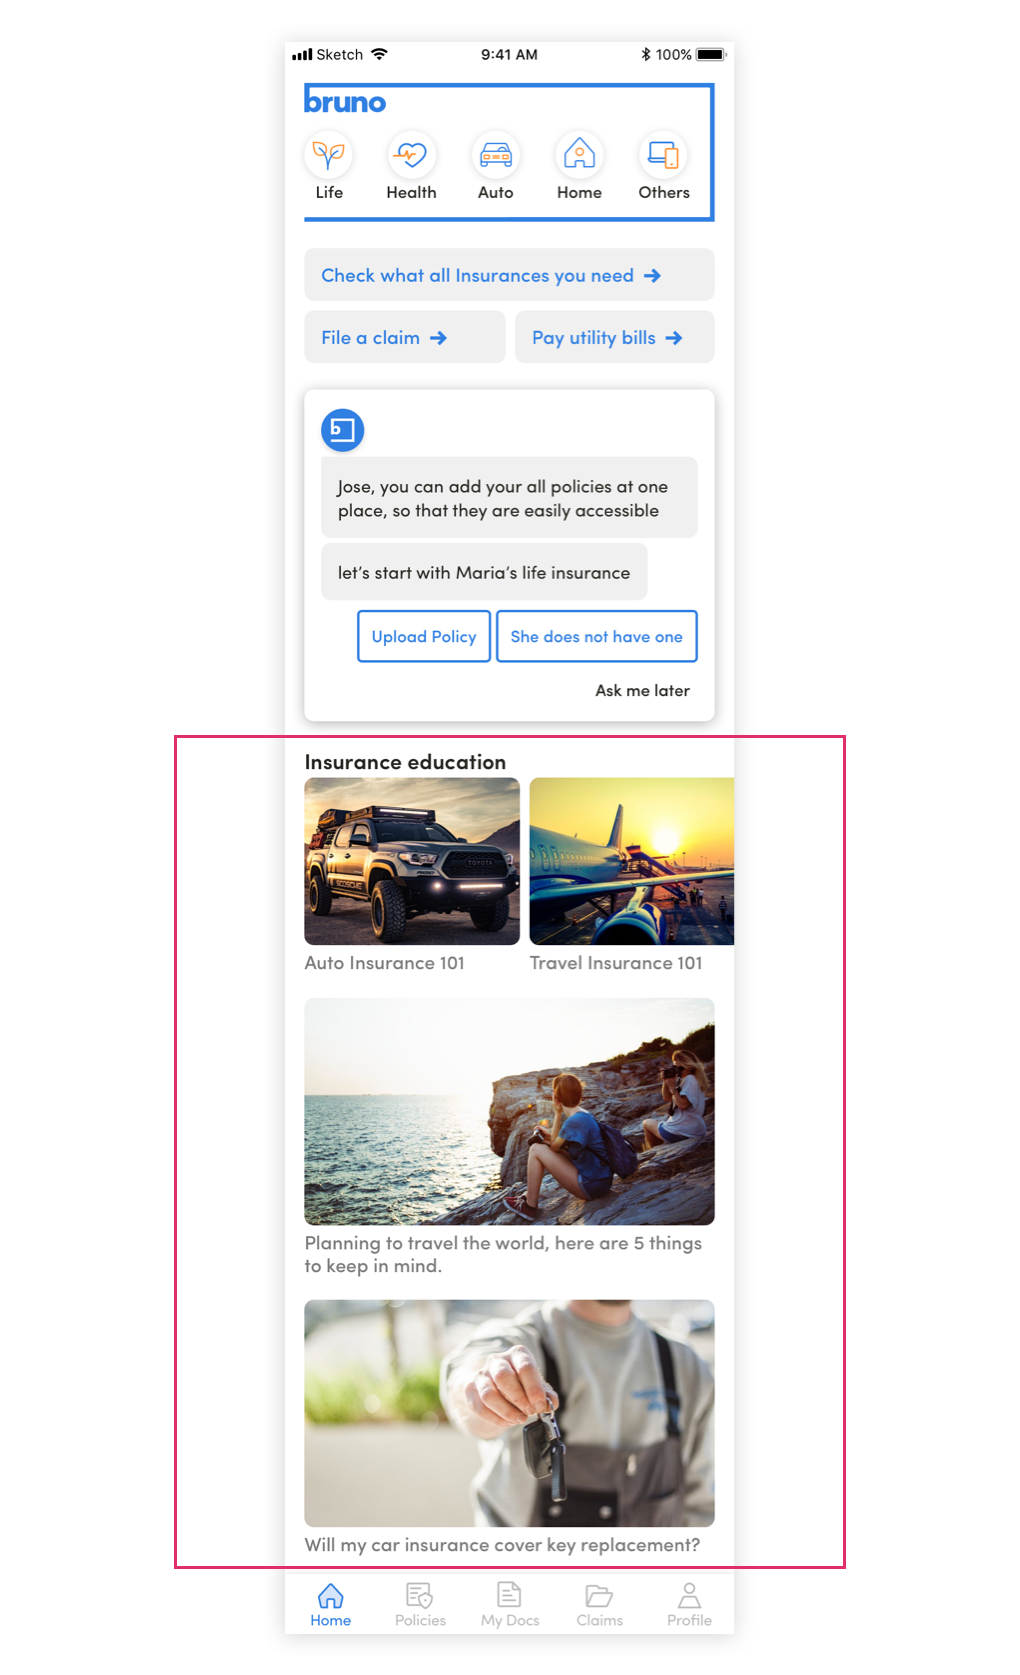 Sketch 9:41 AM 100%
bruno
Life Health Auto Home Others
Check what all Insurances you need →
File a claim → Pay utility bills →
b
Jose, you can add your all policies at one
place, so that they are easily accessible
let's start with Maria's life insurance
Upload Policy She does not have one
Ask me later
Insurance education
TOYOTA
SCOSCHE
Auto Insurance 101 Travel Insurance 101
Planning to travel the world, here are 5 things
to keep in mind.
Will my car insurance cover key replacement?
Home Policies My Docs Claims Profile